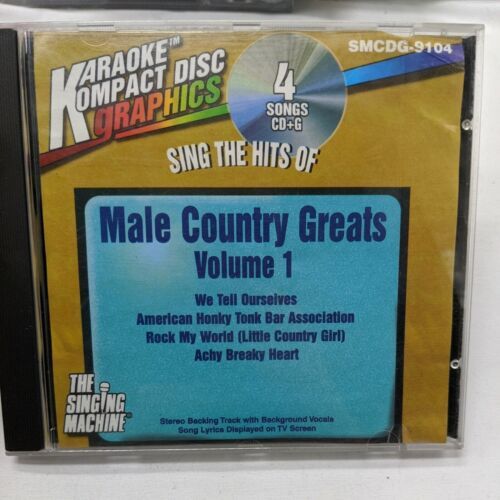 KARAOKE™
KOMPACT DISC
gRAPHICS
SMCDG-9104
4
SONGS
CD+G
SING THE HITS OF
Male Country Greats
Volume 1
We Tell Ourselves
American Honky Tonk Bar Association
Rock My World (Little Country Girl)
Achy Breaky Heart
THE
SINGING
MACHINE®
Stereo Backing Track with Background Vocals
Song Lyrics Displayed on TV Screen